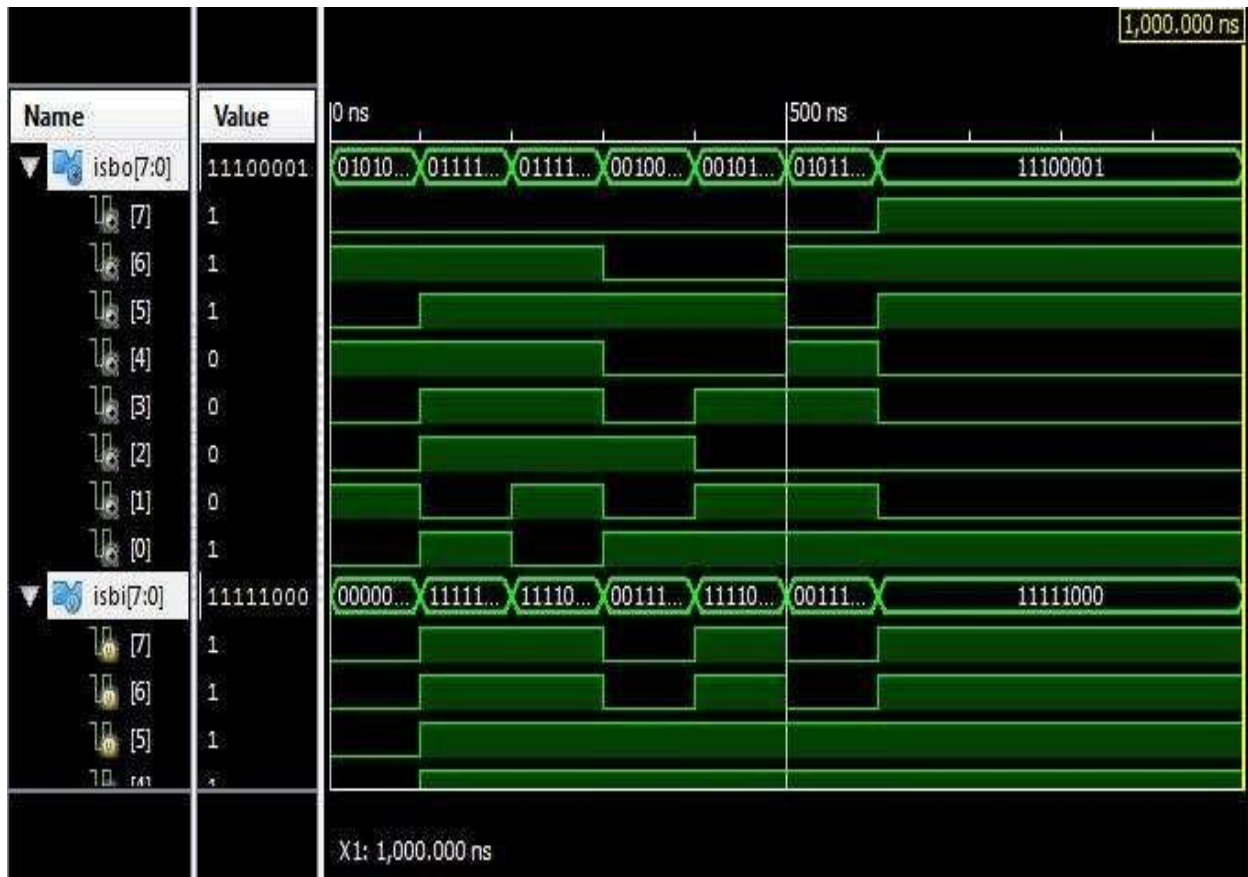 1,000.000 ns
Name Value 0 ns 500 ns
isbo[7:0] 11100001 01010... 01111... 01111... 00100... 00101... 01011... 11100001
[7] 1
[6] 1
[5] 1
[4] 0
[3] 0
[2] 0
[1] 0
[0] 1
isbi[7:0] 11111000 00000... 11111... 11110... 00111... 11110... 00111... 11111000
[7] 1
[6] 1
[5] 1
[4] 1
X1: 1,000.000 ns